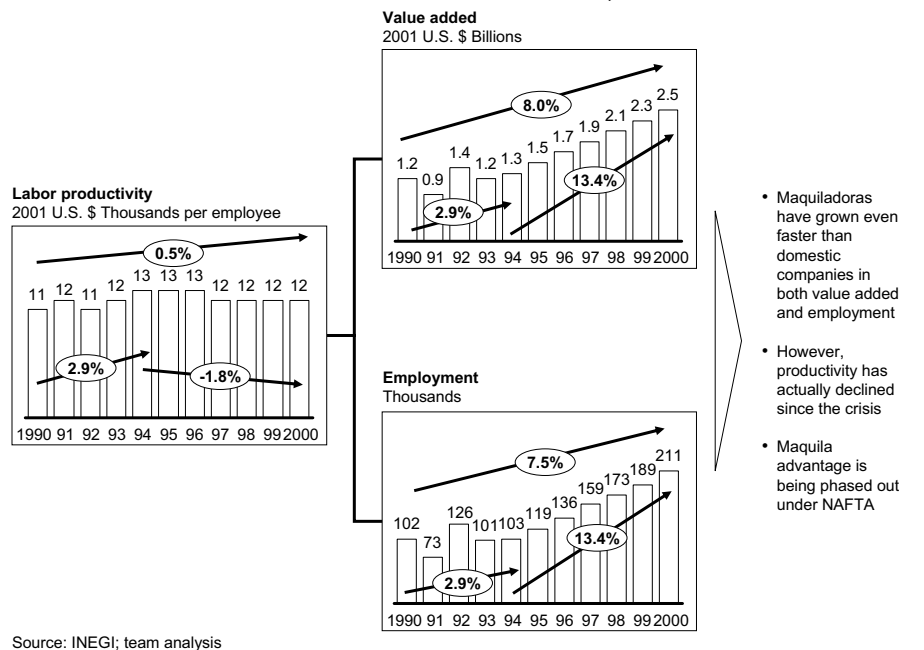 Value added
2001 U.S. $ Billions
8.0%
2.5
2.3
2.1
1.9
1.7
1.5
1.4
1.2 1.2 1.3
0.9
13.4%
2.9%
1990 91 92 93 94 95 96 97 98 99 2000
Labor productivity
2001 U.S. $ Thousands per employee
0.5%
11 12 11 12 13 13 13 12 12 12 12
2.9%
-1.8%
1990 91 92 93 94 95 96 97 98 99 2000
Employment
Thousands
7.5%
211
189
173
159
136
126 119
102 101 103
73
13.4%
2.9%
1990 91 92 93 94 95 96 97 98 99 2000
• Maquiladoras
have grown even
faster than
domestic
companies in
both value added
and employment
• However,
productivity has
actually declined
since the crisis
• Maquila
advantage is
being phased out
under NAFTA
Source: INEGI; team analysis